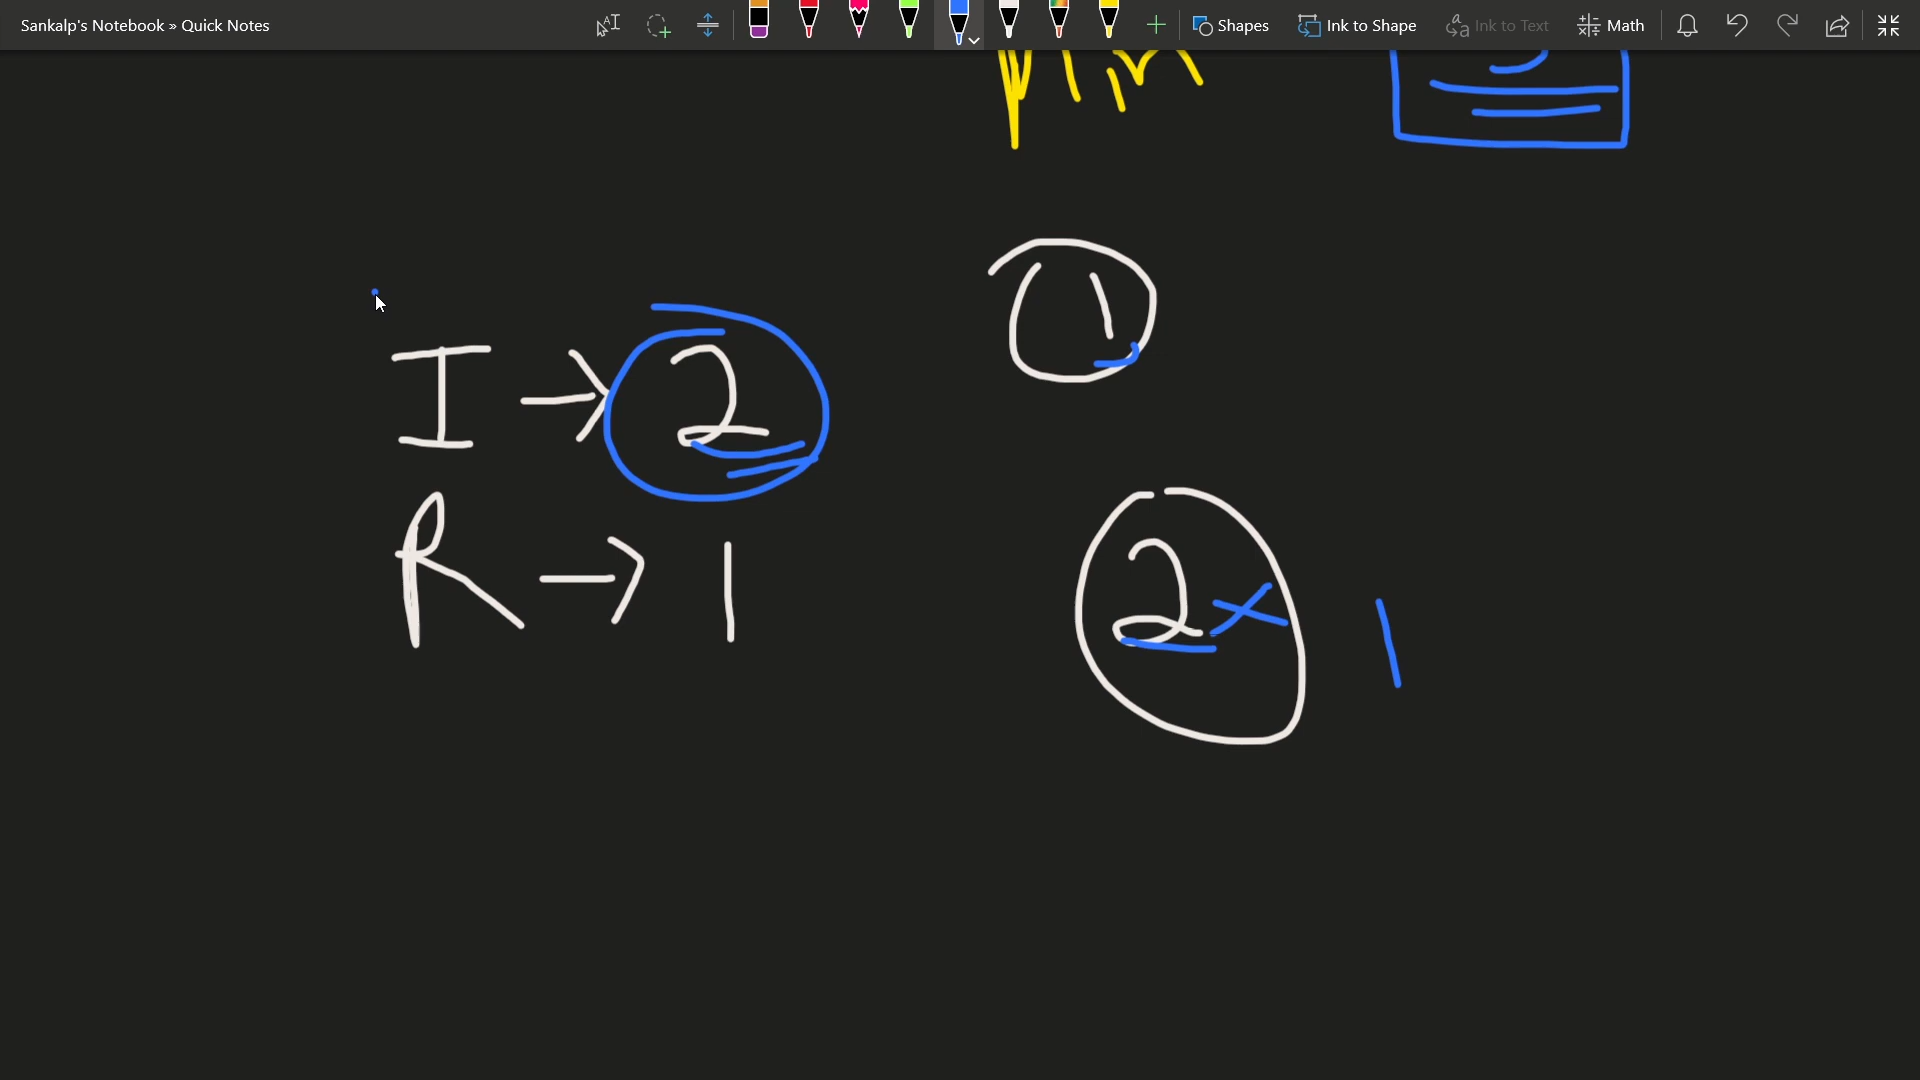 Sankalp's Notebook » Quick Notes
Shapes
Ink to Shape
Ink to Text
Math
1
I → 2
R → 1
2 x 1